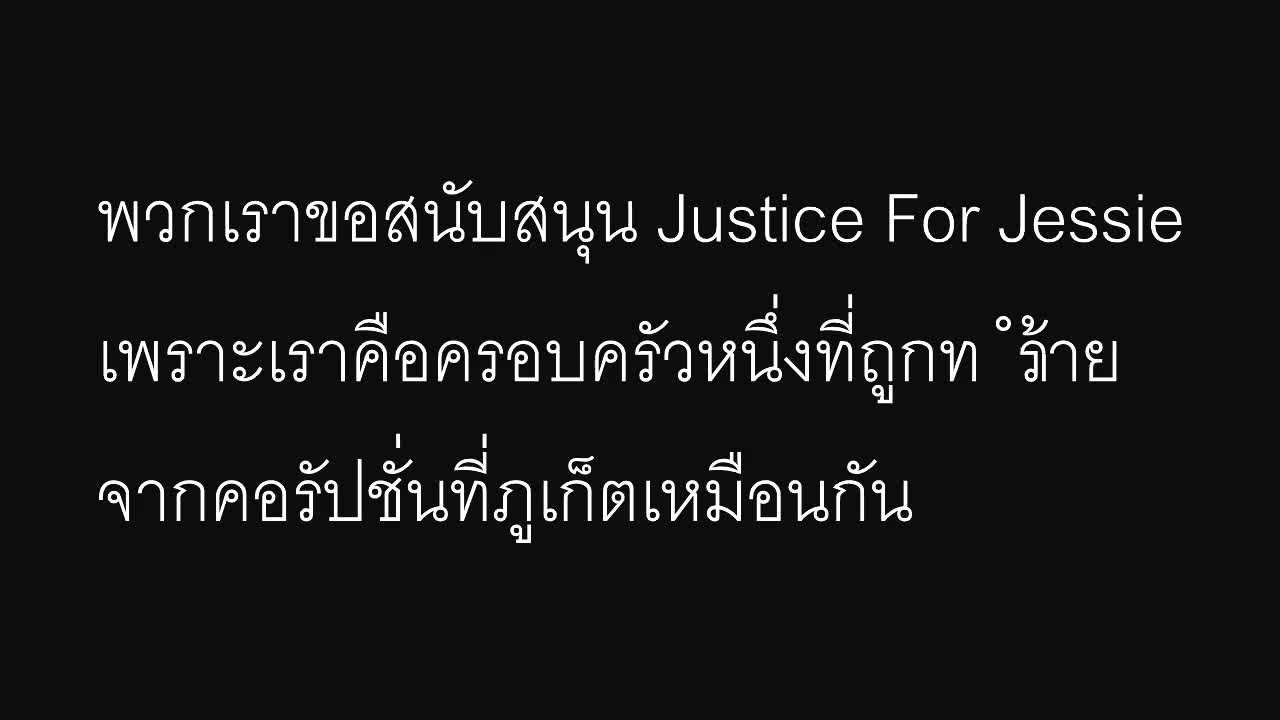 พวกเราขอสนับสนุน Justice For Jessie
เพราะเราคือครอบครัวหนึ่งที่ถูกท ำร้าย
จากคอรัปชั่นที่ภูเก็ตเหมือนกัน